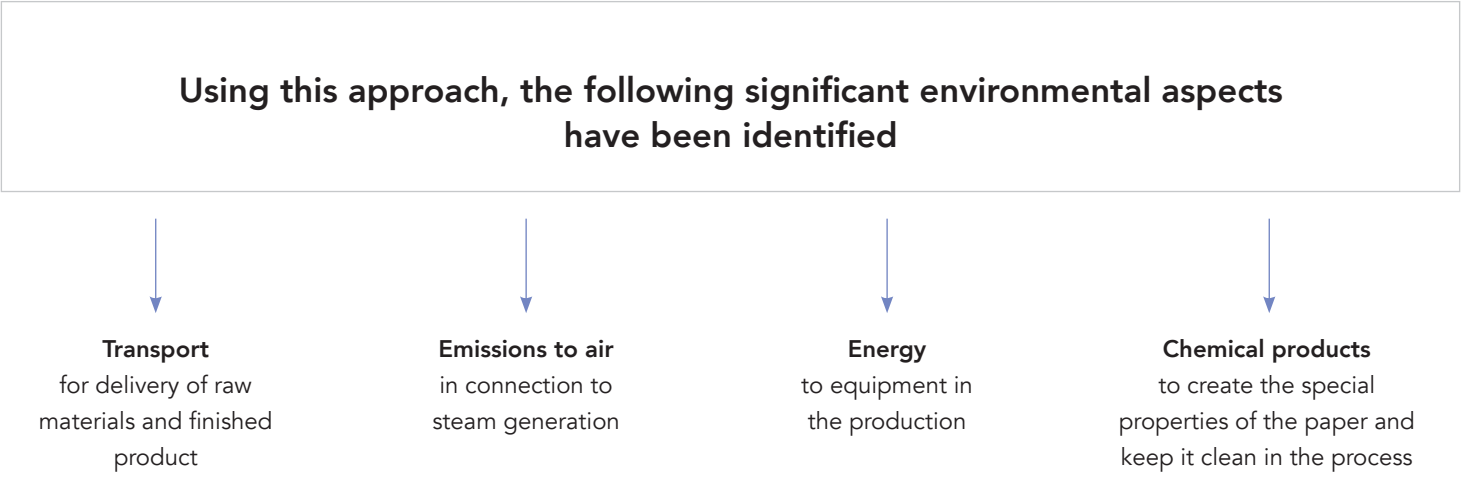 Using this approach, the following significant environmental aspects
have been identified
Transport
for delivery of raw
materials and finished
product
Emissions to air
in connection to
steam generation
Energy
to equipment in
the production
Chemical products
to create the special
properties of the paper and
keep it clean in the process